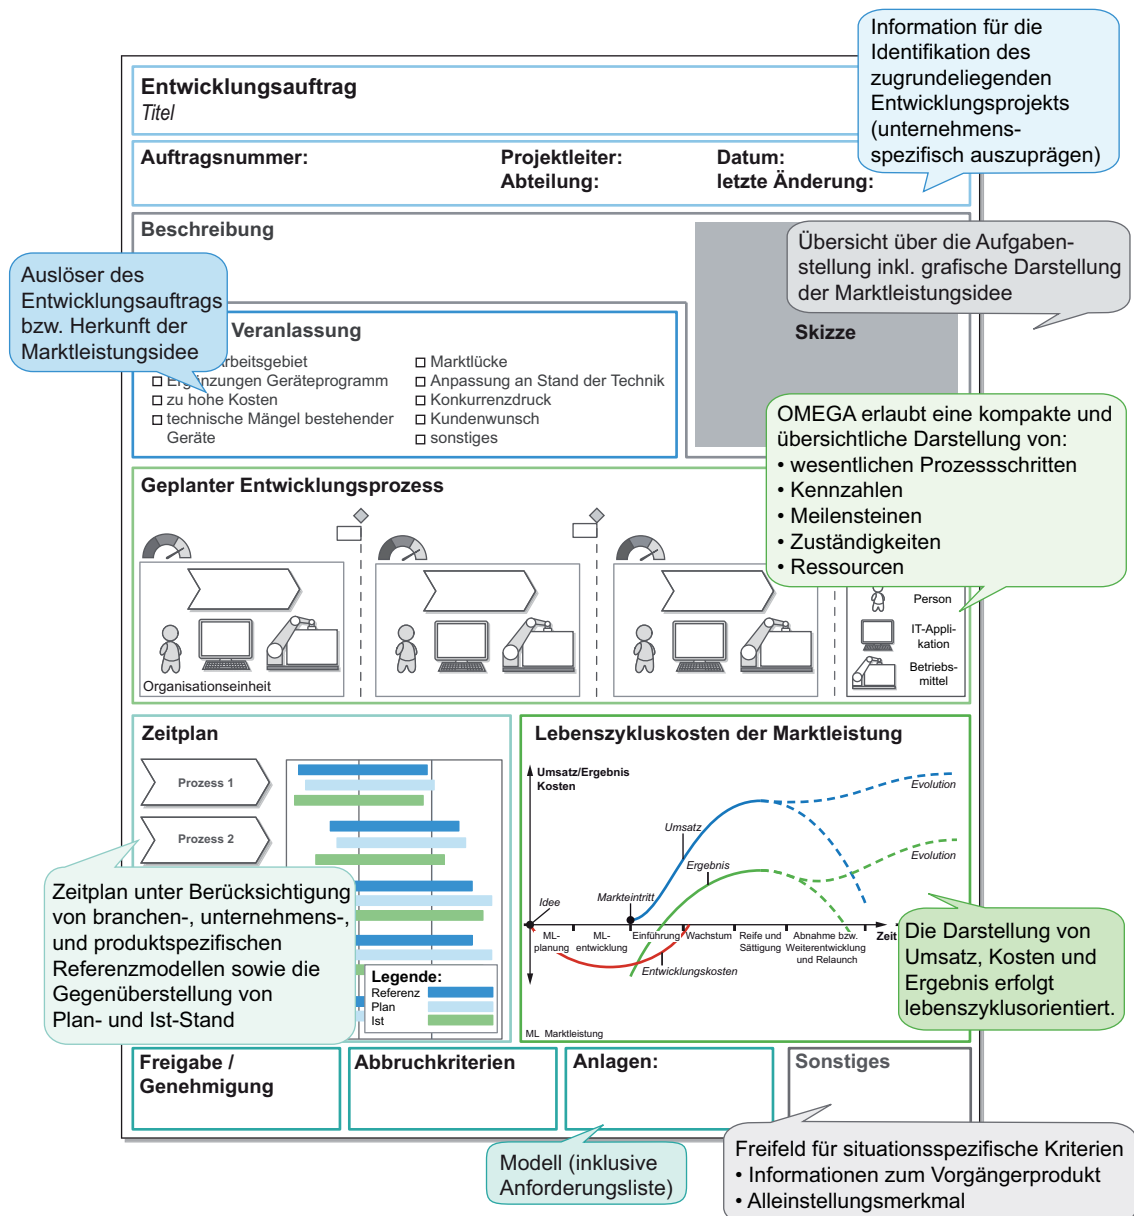 Information für die
Identifikation des
zugrundeliegenden
Entwicklungsprojekts
(unternehmens-
spezifisch auszuprägen)
Entwicklungsauftrag
Titel
Auftragsnummer:
Projektleiter:
Abteilung:
Datum:
letzte Änderung:
Beschreibung
Übersicht über die Aufgaben-
stellung inkl. grafische Darstellung
der Marktleistungsidee
Skizze
Auslöser des
Entwicklungsauftrags
bzw. Herkunft der
Marktleistungsidee
Veranlassung
rbeitsgebiet
Ergänzungen Geräteprogramm
zu hohe Kosten
technische Mängel bestehender
Geräte
Marktlücke
Anpassung an Stand der Technik
Konkurrenzdruck
Kundenwunsch
sonstiges
OMEGA erlaubt eine kompakte und
übersichtliche Darstellung von:
• wesentlichen Prozessschritten
• Kennzahlen
• Meilensteinen
• Zuständigkeiten
• Ressourcen
Geplanter Entwicklungsprozess
Organisationseinheit
Person
IT-Appli-
kation
Betriebs-
mittel
Zeitplan
Prozess 1
Prozess 2
Zeitplan unter Berücksichtigung
von branchen-, unternehmens-,
und produktspezifischen
Referenzmodellen sowie die
Gegenüberstellung von
Plan- und Ist-Stand
Legende:
Referenz
Plan
Ist
Lebenszykluskosten der Marktleistung
Umsatz/Ergebnis
Kosten
Evolution
Umsatz
Ergebnis
Evolution
Markteintritt
Idee
ML-
planung
ML-
entwicklung
Einführung
Wachstum
Reife und
Sättigung
Abnahme bzw.
Weiterentwicklung
und Relaunch
Zeit
Entwicklungskosten
ML Marktleistung
Die Darstellung von
Umsatz, Kosten und
Ergebnis erfolgt
lebenszyklusorientiert.
Freigabe /
Genehmigung
Abbruchkriterien
Anlagen:
Sonstiges
Modell (inklusive
Anforderungsliste)
Freifeld für situationsspezifische Kriterien
• Informationen zum Vorgängerprodukt
• Alleinstellungsmerkmal